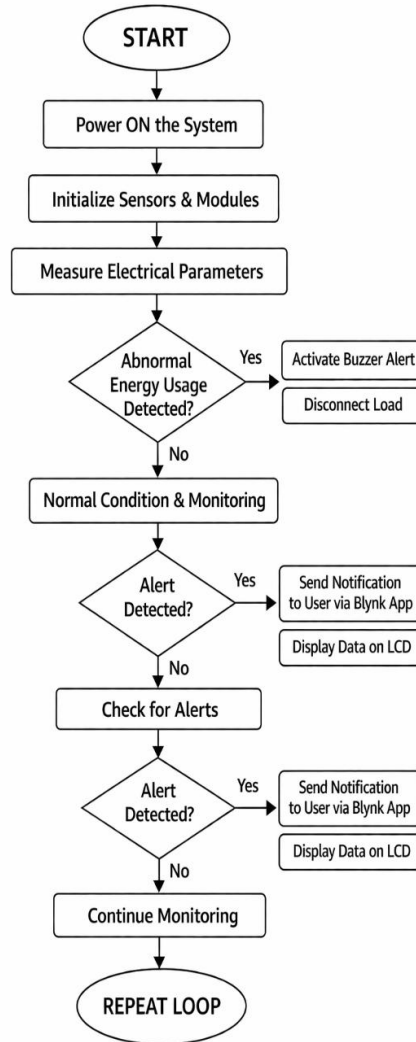 START
Power ON the System
Initialize Sensors & Modules
Measure Electrical Parameters
Abnormal
Energy Usage
Detected?
Yes
Activate Buzzer Alert
Disconnect Load
No
Normal Condition & Monitoring
Alert
Detected?
Yes
Send Notification
to User via Blynk App
Display Data on LCD
No
Check for Alerts
Alert
Detected?
Yes
Send Notification
to User via Blynk App
Display Data on LCD
No
Continue Monitoring
REPEAT LOOP